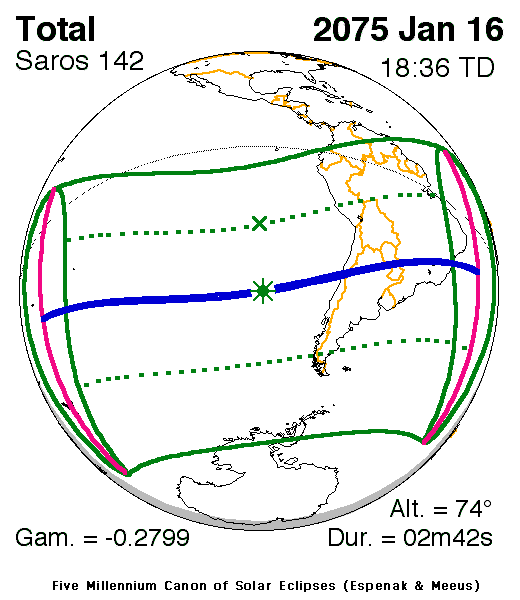 Total 2075 Jan 16
Saros 142 18:36 TD
Alt. = 74°
Gam. = -0.2799 Dur. = 02m42s
Five Millennium Canon of Solar Eclipses (Espenak & Meeus)